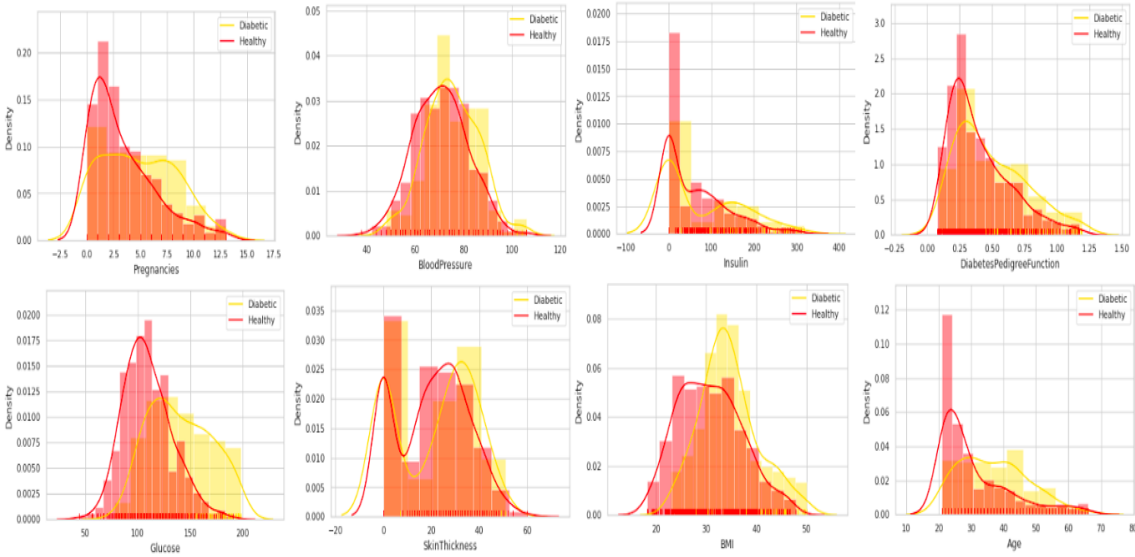 Diabetic
Healthy
0.20
0.15
0.10
0.05
0.00
Density
−2.5 0.0 2.5 5.0 7.5 10.0 12.5 15.0 17.5
Pregnancies
Diabetic
Healthy
0.05
0.04
0.03
0.02
0.01
0.00
Density
40 60 80 100 120
BloodPressure
Diabetic
Healthy
0.0200
0.0175
0.0150
0.0125
0.0100
0.0075
0.0050
0.0025
0.0000
Density
−100 0 100 200 300 400
Insulin
Diabetic
Healthy
3.0
2.5
2.0
1.5
1.0
0.5
0.0
Density
−0.25 0.00 0.25 0.50 0.75 1.00 1.25 1.50
DiabetesPedigreeFunction
Diabetic
Healthy
0.0200
0.0175
0.0150
0.0125
0.0100
0.0075
0.0050
0.0025
0.0000
Density
50 100 150 200
Glucose
Diabetic
Healthy
0.035
0.030
0.025
0.020
0.015
0.010
0.005
0.000
Density
−20 0 20 40 60
SkinThickness
Diabetic
Healthy
0.08
0.06
0.04
0.02
0.00
Density
20 30 40 50
BMI
Diabetic
Healthy
0.12
0.10
0.08
0.06
0.04
0.02
0.00
Density
10 20 30 40 50 60 70 80
Age